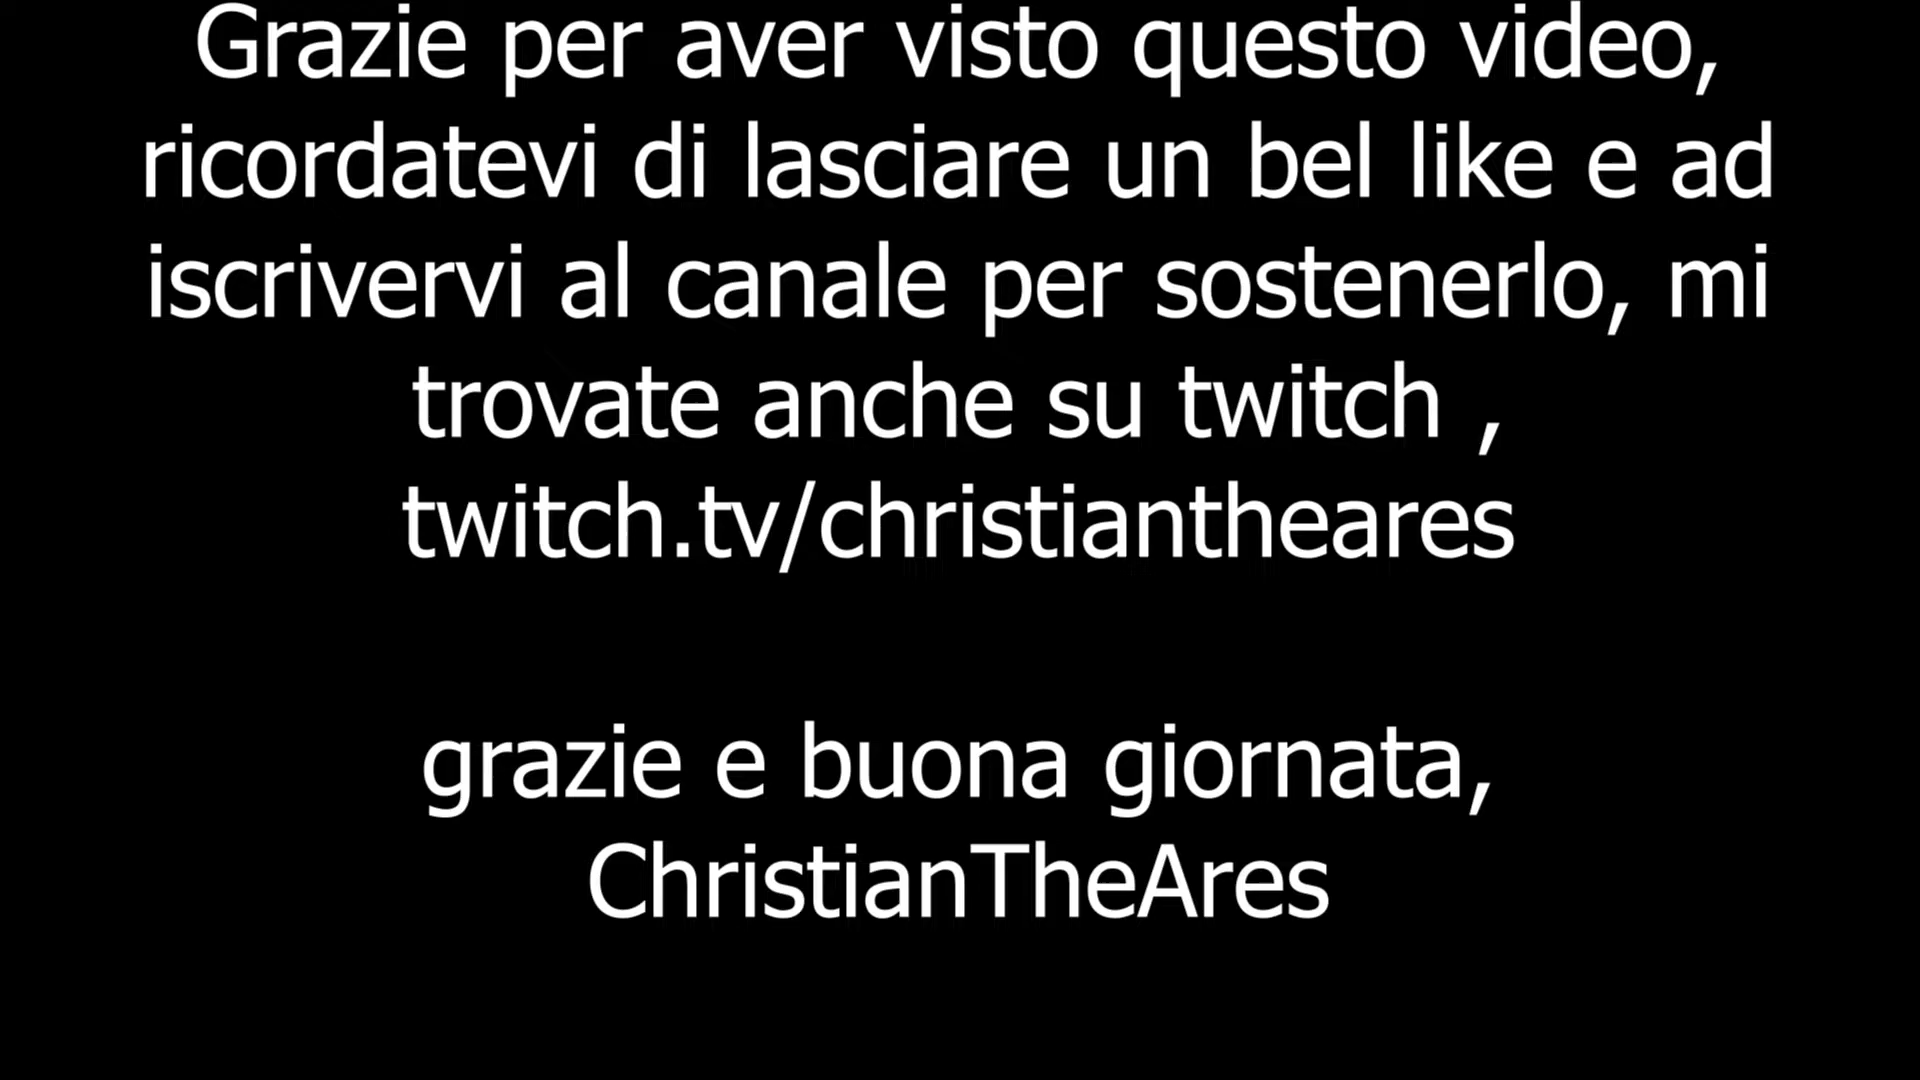 Grazie per aver visto questo video,
ricordatevi di lasciare un bel like e ad
iscrivervi al canale per sostenerlo, mi
trovate anche su twitch ,
twitch.tv/christiantheares
grazie e buona giornata,
ChristianTheAres